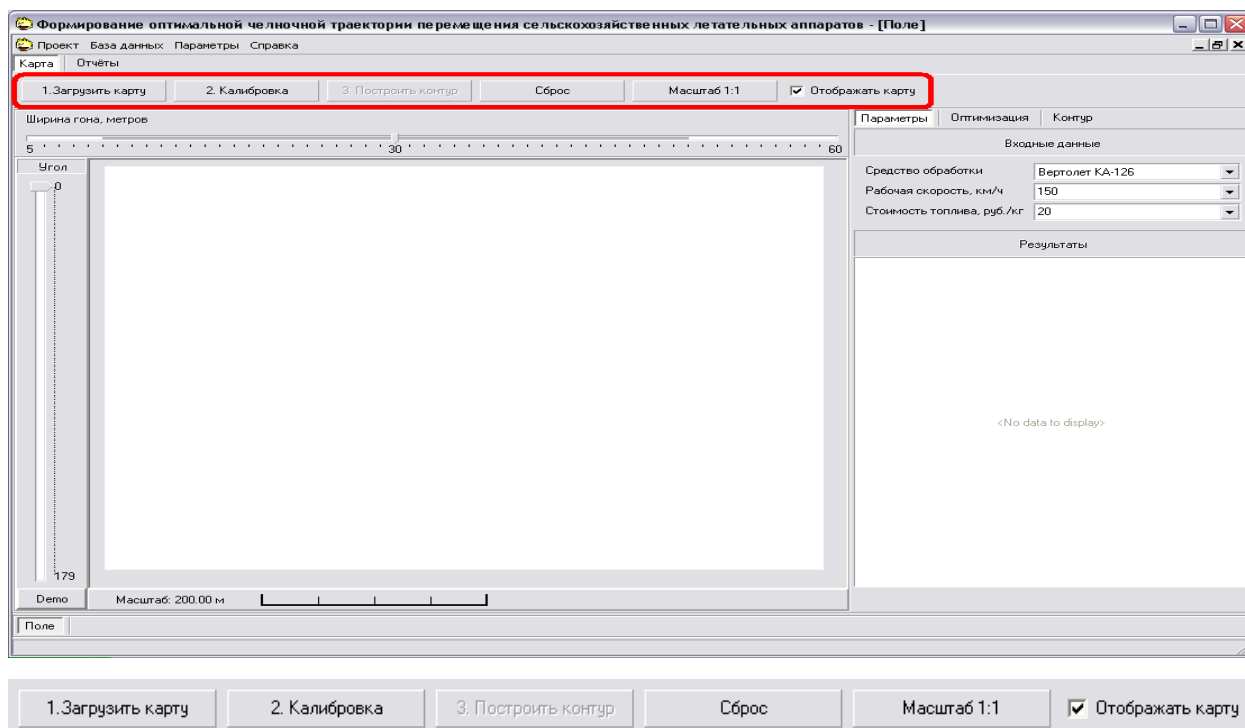 Формирование оптимальной челночной траектории перемещения сельскохозяйственных летательных аппаратов - [Поле]
Проект База данных Параметры Справка
Карта Отчёты
1.Загрузить карту 2. Калибровка 3. Построить контур Сброс Масштаб 1:1 Отображать карту
Ширина гона, метров
5 30 60
Угол
0
179
Demo Масштаб: 200.00 м
Параметры Оптимизация Контур
Входные данные
Средство обработки Вертолет КА-126
Рабочая скорость, км/ч 150
Стоимость топлива, руб./кг 20
Результаты
<No data to display>
Поле
1.Загрузить карту 2. Калибровка 3. Построить контур Сброс Масштаб 1:1 Отображать карту